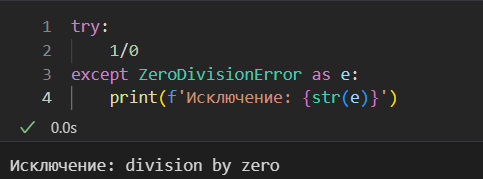 1 try:
2     1/0
3 except ZeroDivisionError as e:
4     print(f'Исключение: {str(e)}')
0.0s
Исключение: division by zero